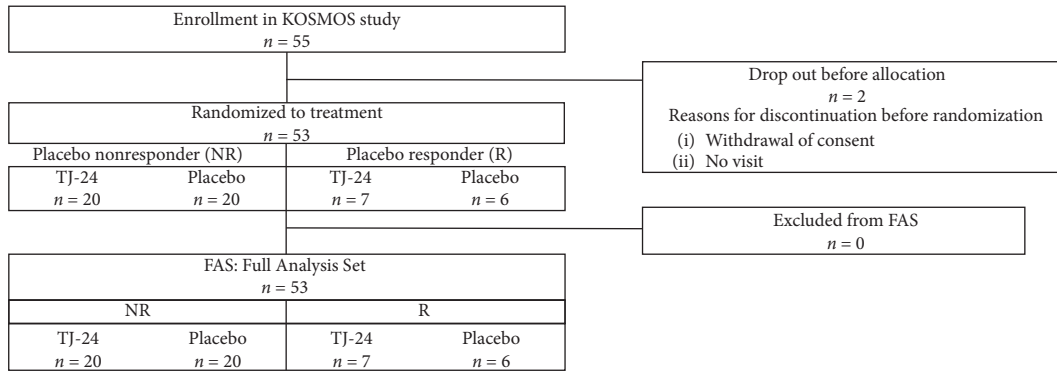 Enrollment in KOSMOS study
n = 55
Drop out before allocation
n = 2
Reasons for discontinuation before randomization
(i) Withdrawal of consent
(ii) No visit
Randomized to treatment
n = 53
Placebo nonresponder (NR) Placebo responder (R)
TJ-24 Placebo TJ-24 Placebo
n = 20 n = 20 n = 7 n = 6
Excluded from FAS
n = 0
FAS: Full Analysis Set
n = 53
NR R
TJ-24 Placebo TJ-24 Placebo
n = 20 n = 20 n = 7 n = 6